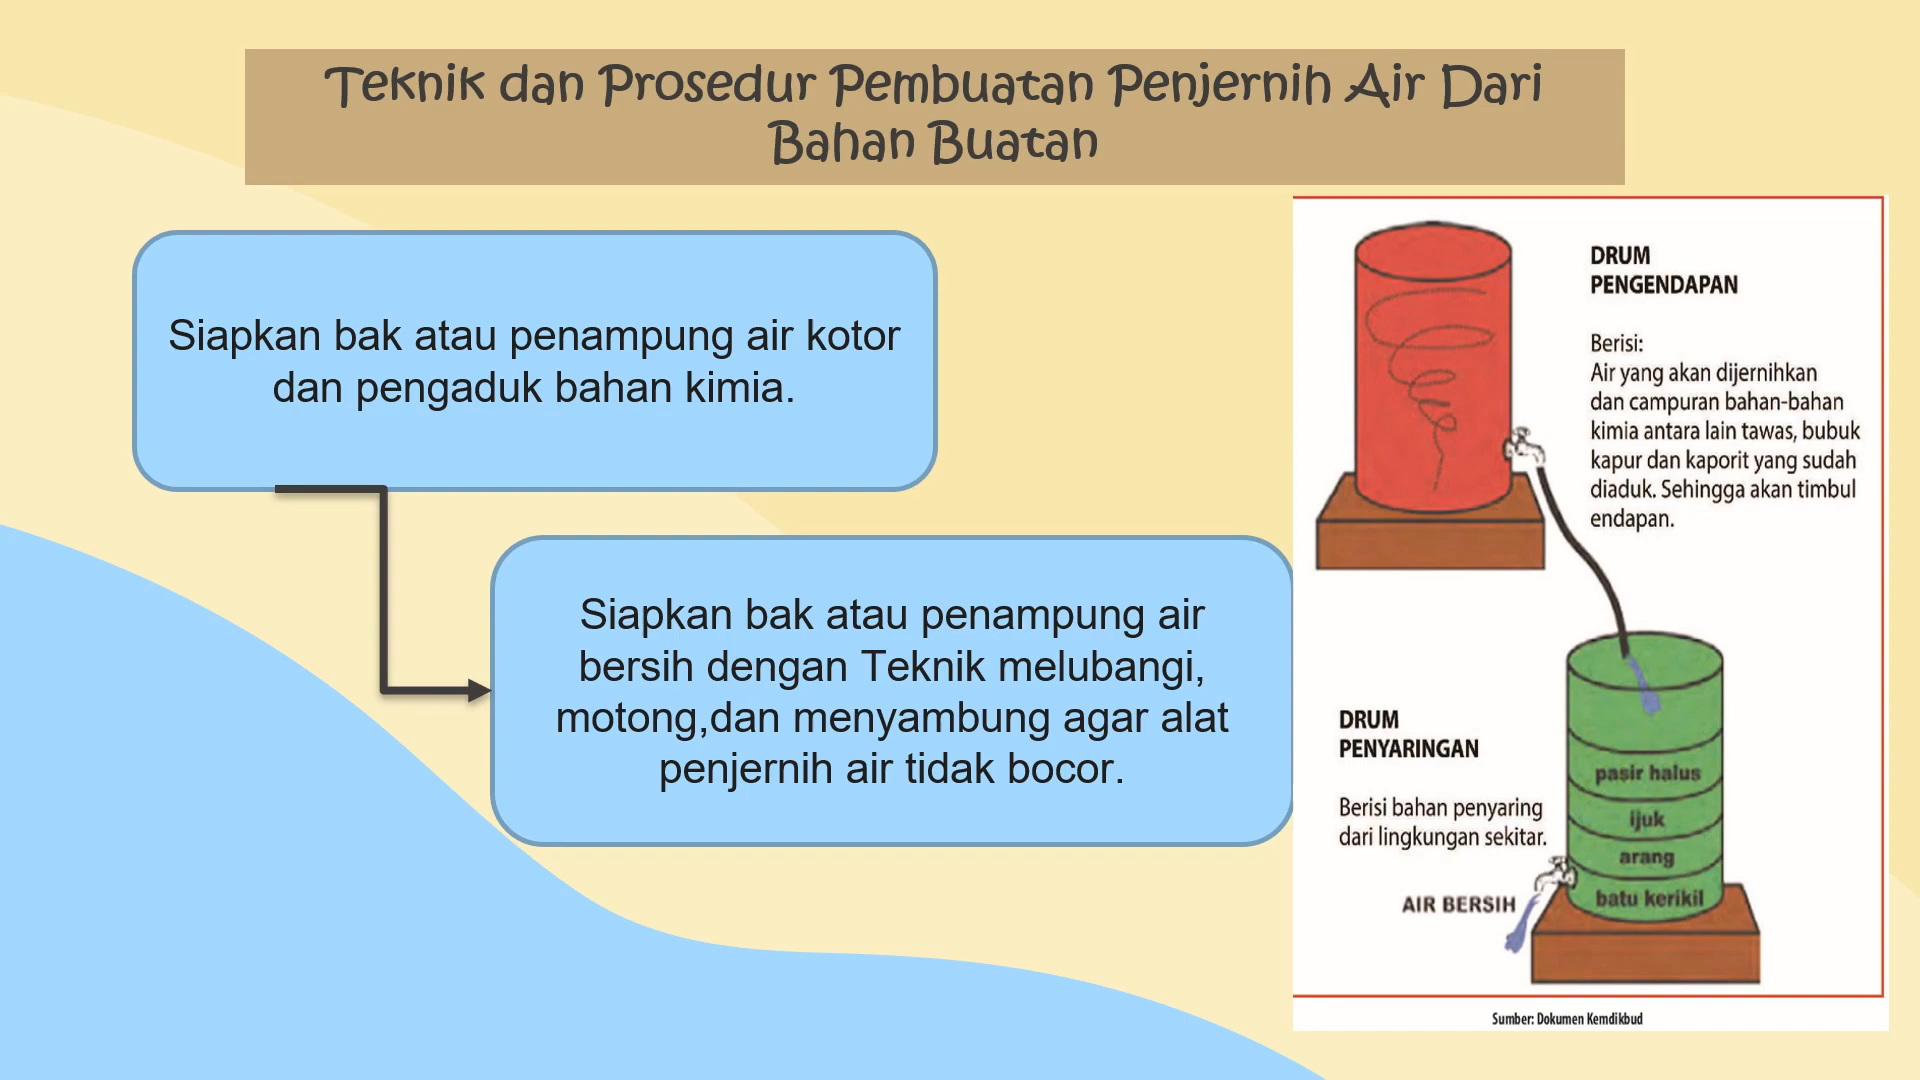 Teknik dan Prosedur Pembuatan Penjernih Air Dari
Bahan Buatan
Siapkan bak atau penampung air kotor
dan pengaduk bahan kimia.
Siapkan bak atau penampung air
bersih dengan Teknik melubangi,
motong,dan menyambung agar alat
penjernih air tidak bocor.
DRUM
PENGENDAPAN
Berisi:
Air yang akan dijernihkan
dan campuran bahan-bahan
kimia antara lain tawas, bubuk
kapur dan kaporit yang sudah
diaduk. Sehingga akan timbul
endapan.
DRUM
PENYARINGAN
Berisi bahan penyaring
dari lingkungan sekitar.
pasir halus
ijuk
arang
batu kerikil
AIR BERSIH
Sumber: Dokumen Kemdikbud